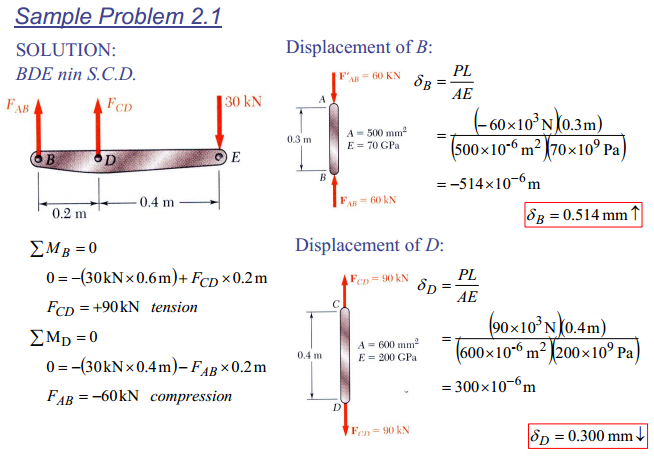 Sample Problem 2.1
SOLUTION:
BDE nin S.C.D.
F_AB
F_CD
30 kN
B
D
E
0.2 m
0.4 m
∑M_B = 0
0 = −(30kN×0.6m)+ F_CD ×0.2m
F_CD = +90kN tension
∑M_D = 0
0 = −(30kN×0.4m)− F_AB ×0.2m
F_AB = −60kN compression
Displacement of B:
F'_AB = 60 KN
A
0.3 m
A = 500 mm²
E = 70 GPa
B
F_AB = 60 kN
δ_B = PL/AE
= (−60×10³ N)(0.3m)/(500×10⁻⁶ m²)(70×10⁹ Pa)
= −514×10⁻⁶ m
δ_B = 0.514 mm ↑
Displacement of D:
F_CD = 90 kN
C
0.4 m
A = 600 mm²
E = 200 GPa
D
F_CD = 90 kN
δ_D = PL/AE
= (90×10³ N)(0.4m)/(600×10⁻⁶ m²)(200×10⁹ Pa)
= 300×10⁻⁶ m
δ_D = 0.300 mm ↓